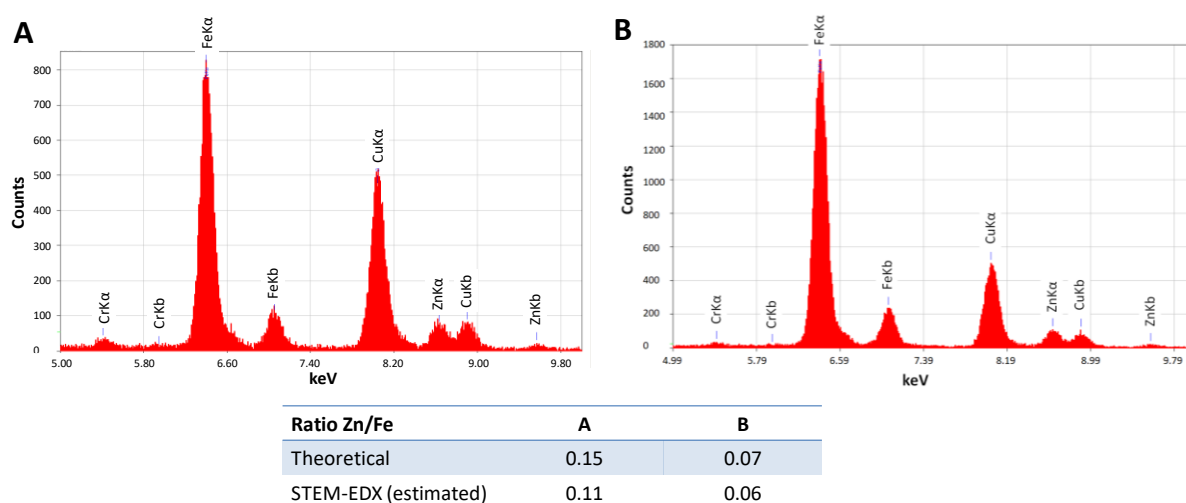 A
Counts
800
700
600
500
400
300
200
100
0
CrKα
CrKb
FeKα
FeKb
CuKα
ZnKα
CuKb
ZnKb
5.00 5.80 6.60 7.40 8.20 9.00 9.80
keV
B
Counts
1800
1600
1400
1200
1000
800
600
400
200
0
CrKα
CrKb
FeKα
FeKb
CuKα
ZnKα
CuKb
ZnKb
4.99 5.79 6.59 7.39 8.19 8.99 9.79
keV
Ratio Zn/Fe A B
Theoretical 0.15 0.07
STEM-EDX (estimated) 0.11 0.06